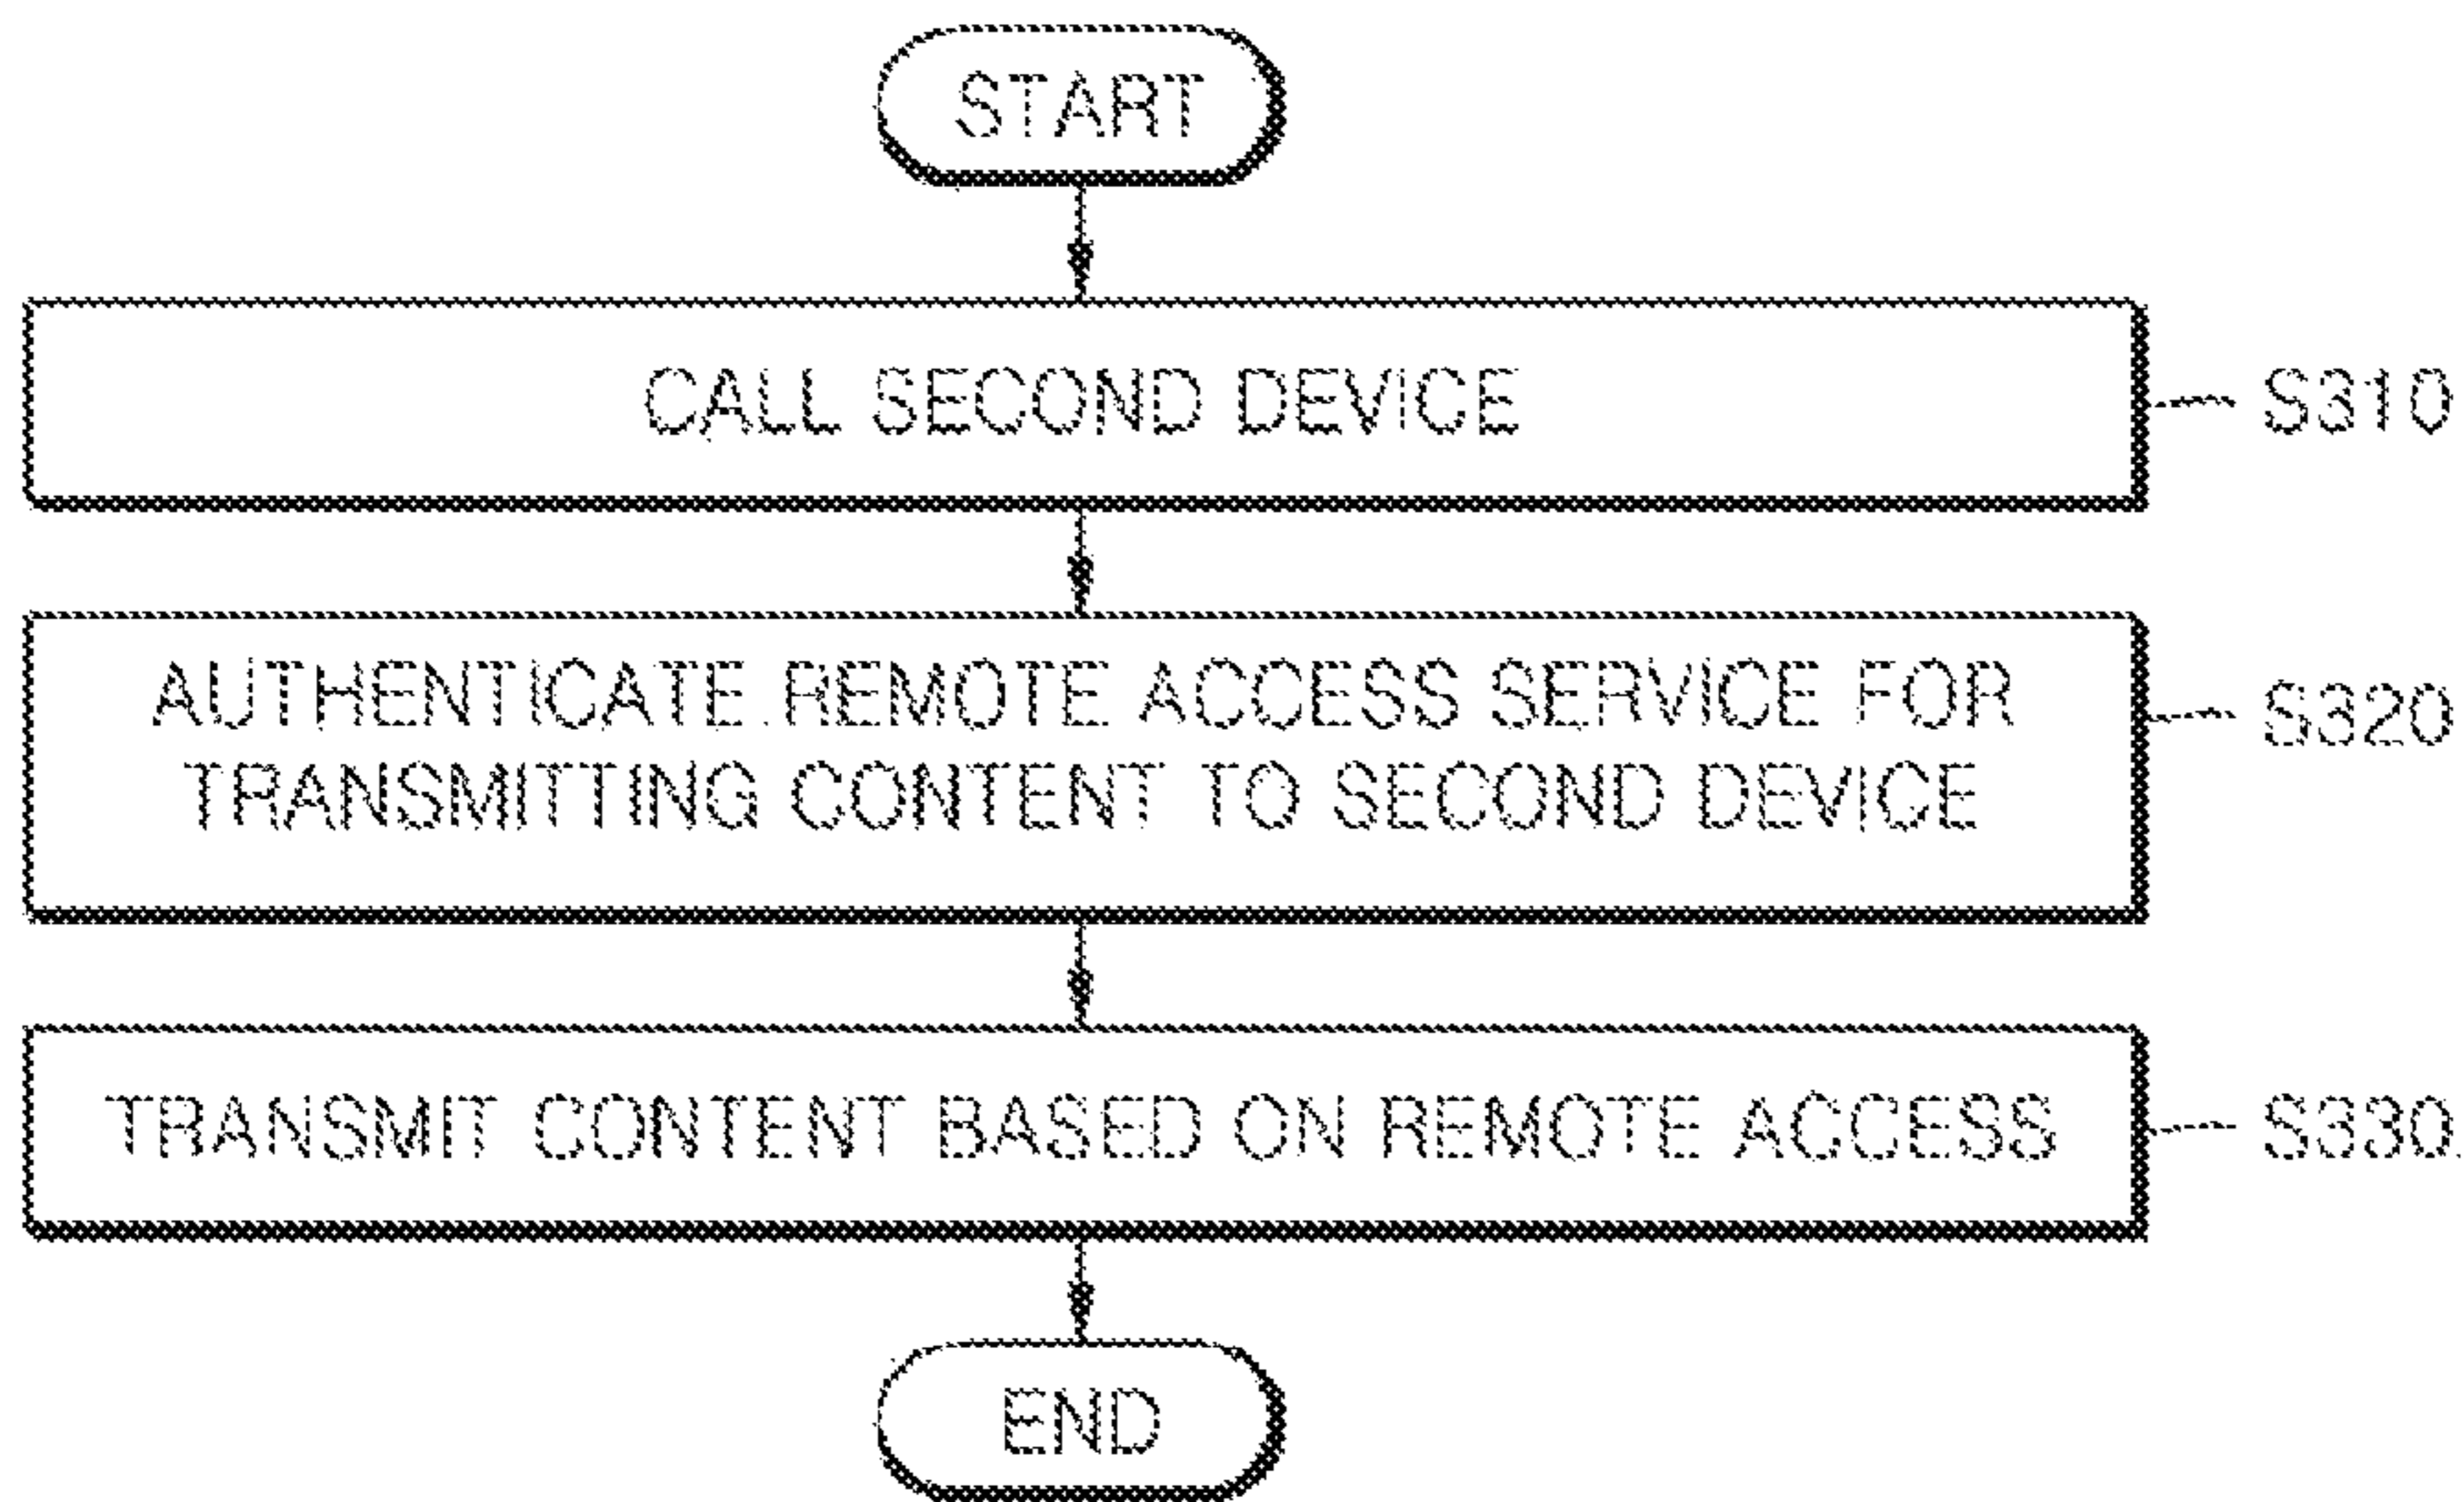 START
CALL SECOND DEVICE
S310
AUTHENTICATE REMOTE ACCESS SERVICE FOR
TRANSMITTING CONTENT TO SECOND DEVICE
S320
TRANSMIT CONTENT BASED ON REMOTE ACCESS
S330
END